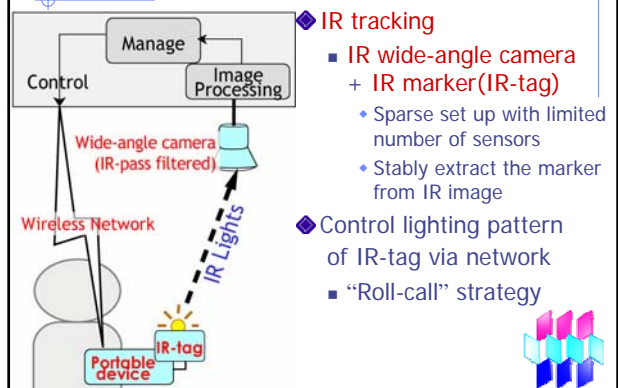 Manage
Control
Image
Processing
Wide-angle camera
(IR-pass filtered)
Wireless Network
IR Lights
IR-tag
Portable
device
IR tracking
IR wide-angle camera
+ IR marker(IR-tag)
Sparse set up with limited
number of sensors
Stably extract the marker
from IR image
Control lighting pattern
of IR-tag via network
“Roll-call” strategy